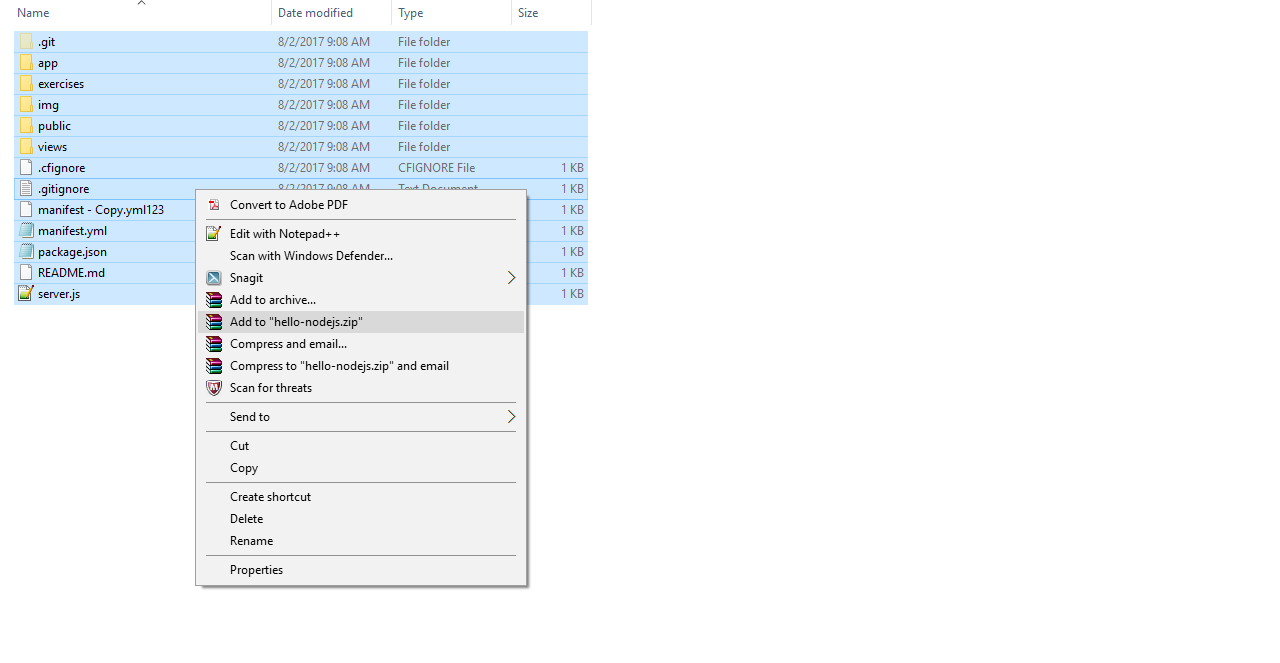 Name Date modified Type Size
.git 8/2/2017 9:08 AM File folder
app 8/2/2017 9:08 AM File folder
exercises 8/2/2017 9:08 AM File folder
img 8/2/2017 9:08 AM File folder
public 8/2/2017 9:08 AM File folder
views 8/2/2017 9:08 AM File folder
.cfignore 8/2/2017 9:08 AM CFIGNORE File 1 KB
.gitignore 8/2/2017 9:08 AM Text Document 1 KB
manifest - Copy.yml123 1 KB
manifest.yml 1 KB
package.json 1 KB
README.md 1 KB
server.js 1 KB
Convert to Adobe PDF
Edit with Notepad++
Scan with Windows Defender...
Snagit
Add to archive...
Add to "hello-nodejs.zip"
Compress and email...
Compress to "hello-nodejs.zip" and email
Scan for threats
Send to
Cut
Copy
Create shortcut
Delete
Rename
Properties